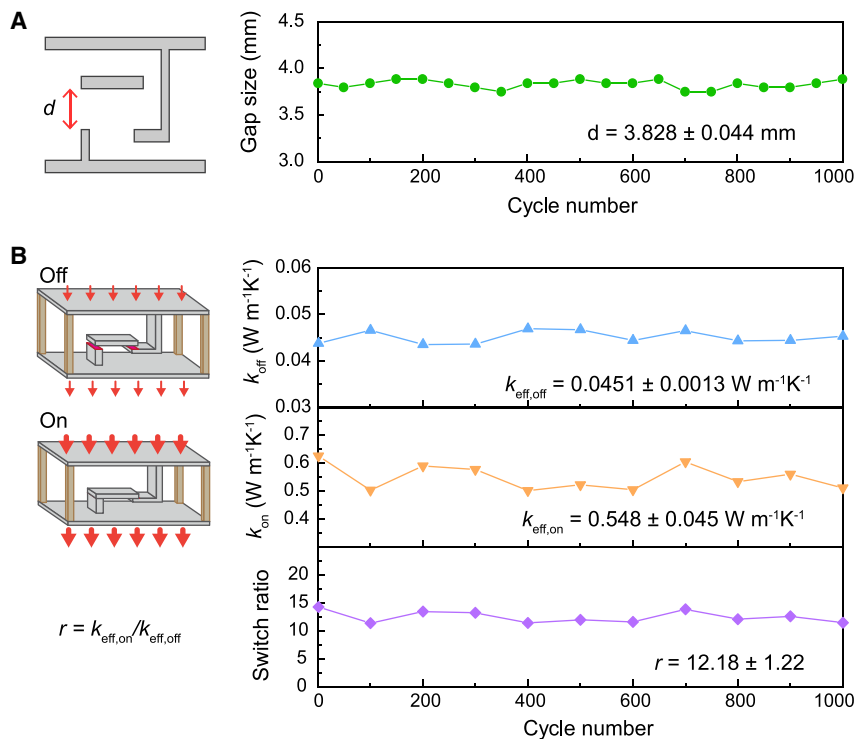 A
d
Gap size (mm)
4.5
4.0
3.5
3.0
d = 3.828 ± 0.044 mm
0 200 400 600 800 1000
Cycle number
B
Off
On
r = k_eff,on/k_eff,off
k_off (W m⁻¹K⁻¹)
0.06
0.05
0.04
0.03
k_eff,off = 0.0451 ± 0.0013 W m⁻¹K⁻¹
k_on (W m⁻¹K⁻¹)
0.7
0.6
0.5
0.4
k_eff,on = 0.548 ± 0.045 W m⁻¹K⁻¹
Switch ratio
20
15
10
5
0
r = 12.18 ± 1.22
0 200 400 600 800 1000
Cycle number